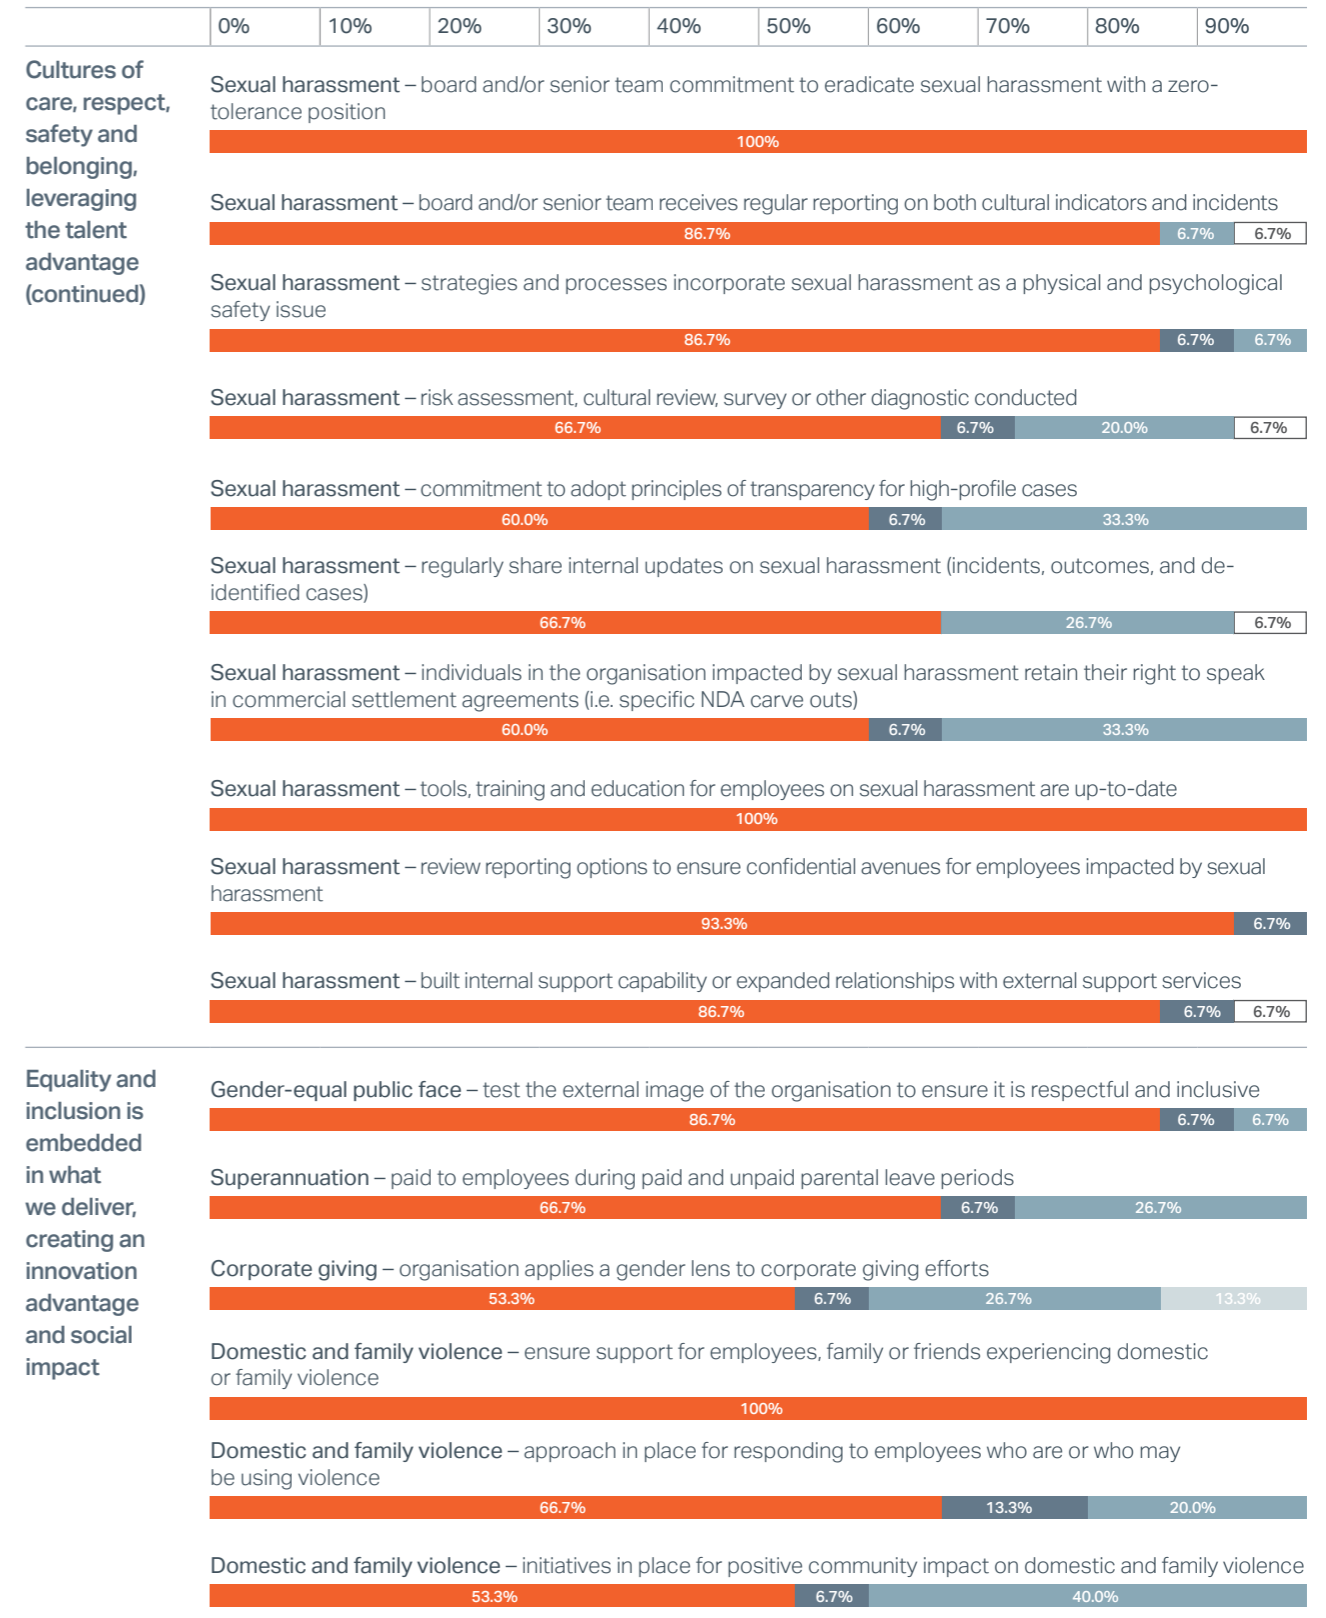 0% 10% 20% 30% 40% 50% 60% 70% 80% 90%
Cultures of
care, respect,
safety and
belonging,
leveraging
the talent
advantage
(continued)
Sexual harassment – board and/or senior team commitment to eradicate sexual harassment with a zero-
tolerance position
100%
Sexual harassment – board and/or senior team receives regular reporting on both cultural indicators and incidents
86.7% 6.7% 6.7%
Sexual harassment – strategies and processes incorporate sexual harassment as a physical and psychological
safety issue
86.7% 6.7% 6.7%
Sexual harassment – risk assessment, cultural review, survey or other diagnostic conducted
66.7% 6.7% 20.0% 6.7%
Sexual harassment – commitment to adopt principles of transparency for high-profile cases
60.0% 6.7% 33.3%
Sexual harassment – regularly share internal updates on sexual harassment (incidents, outcomes, and de-
identified cases)
66.7% 26.7% 6.7%
Sexual harassment – individuals in the organisation impacted by sexual harassment retain their right to speak
in commercial settlement agreements (i.e. specific NDA carve outs)
60.0% 6.7% 33.3%
Sexual harassment – tools, training and education for employees on sexual harassment are up-to-date
100%
Sexual harassment – review reporting options to ensure confidential avenues for employees impacted by sexual
harassment
93.3% 6.7%
Sexual harassment – built internal support capability or expanded relationships with external support services
86.7% 6.7% 6.7%
Equality and
inclusion is
embedded
in what
we deliver,
creating an
innovation
advantage
and social
impact
Gender-equal public face – test the external image of the organisation to ensure it is respectful and inclusive
86.7% 6.7% 6.7%
Superannuation – paid to employees during paid and unpaid parental leave periods
66.7% 6.7% 26.7%
Corporate giving – organisation applies a gender lens to corporate giving efforts
53.3% 6.7% 26.7% 13.3%
Domestic and family violence – ensure support for employees, family or friends experiencing domestic
or family violence
100%
Domestic and family violence – approach in place for responding to employees who are or who may
be using violence
66.7% 13.3% 20.0%
Domestic and family violence – initiatives in place for positive community impact on domestic and family violence
53.3% 6.7% 40.0%